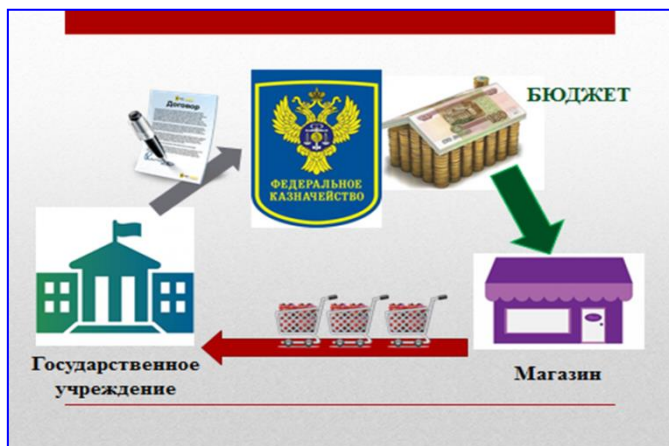 Договор
БЮДЖЕТ
ФЕДЕРАЛЬНОЕ
КАЗНАЧЕЙСТВО
Государственное
учреждение
Магазин